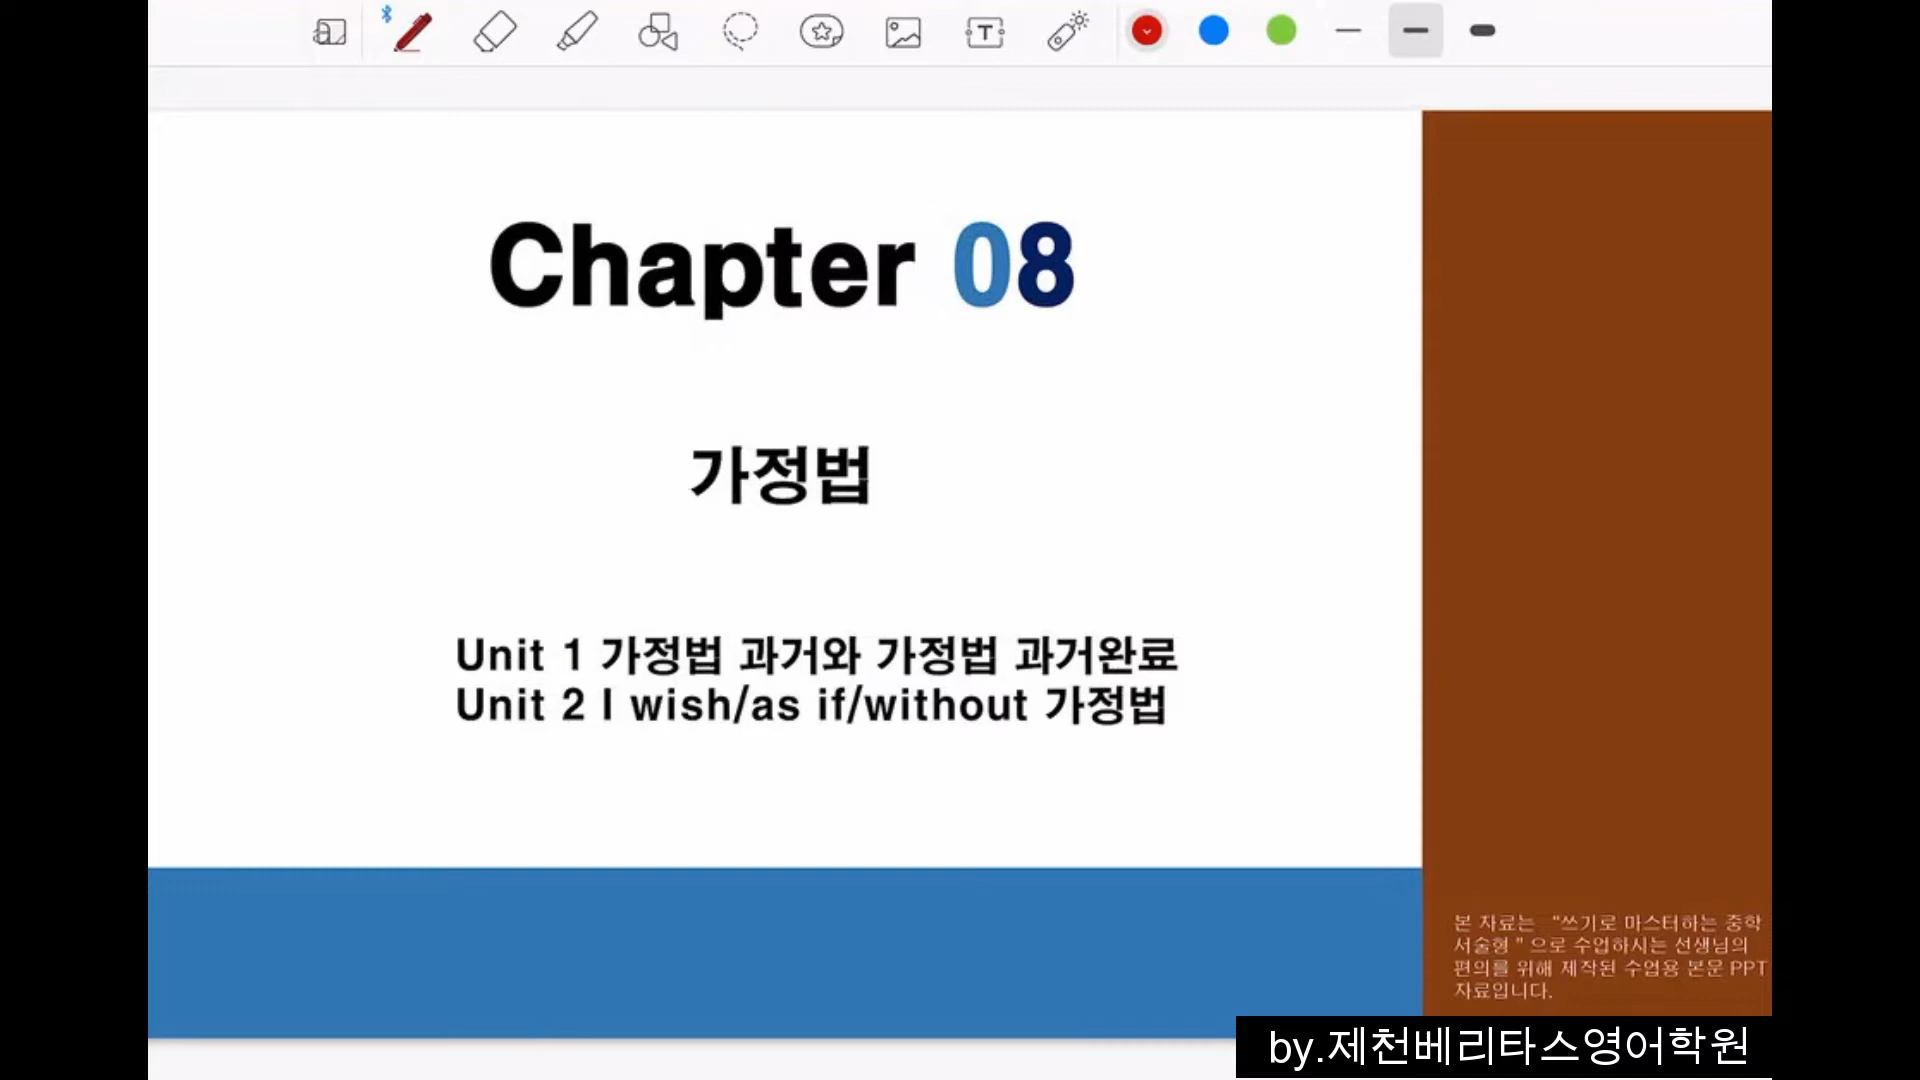 Chapter 08
가정법
Unit 1 가정법 과거와 가정법 과거완료
Unit 2 I wish/as if/without 가정법
본 자료는 "쓰기로 마스터하는 중학
서술형 " 으로 수업하시는 선생님의
편의를 위해 제작된 수업용 본문 PPT
자료입니다.
by.제천베리타스영어학원